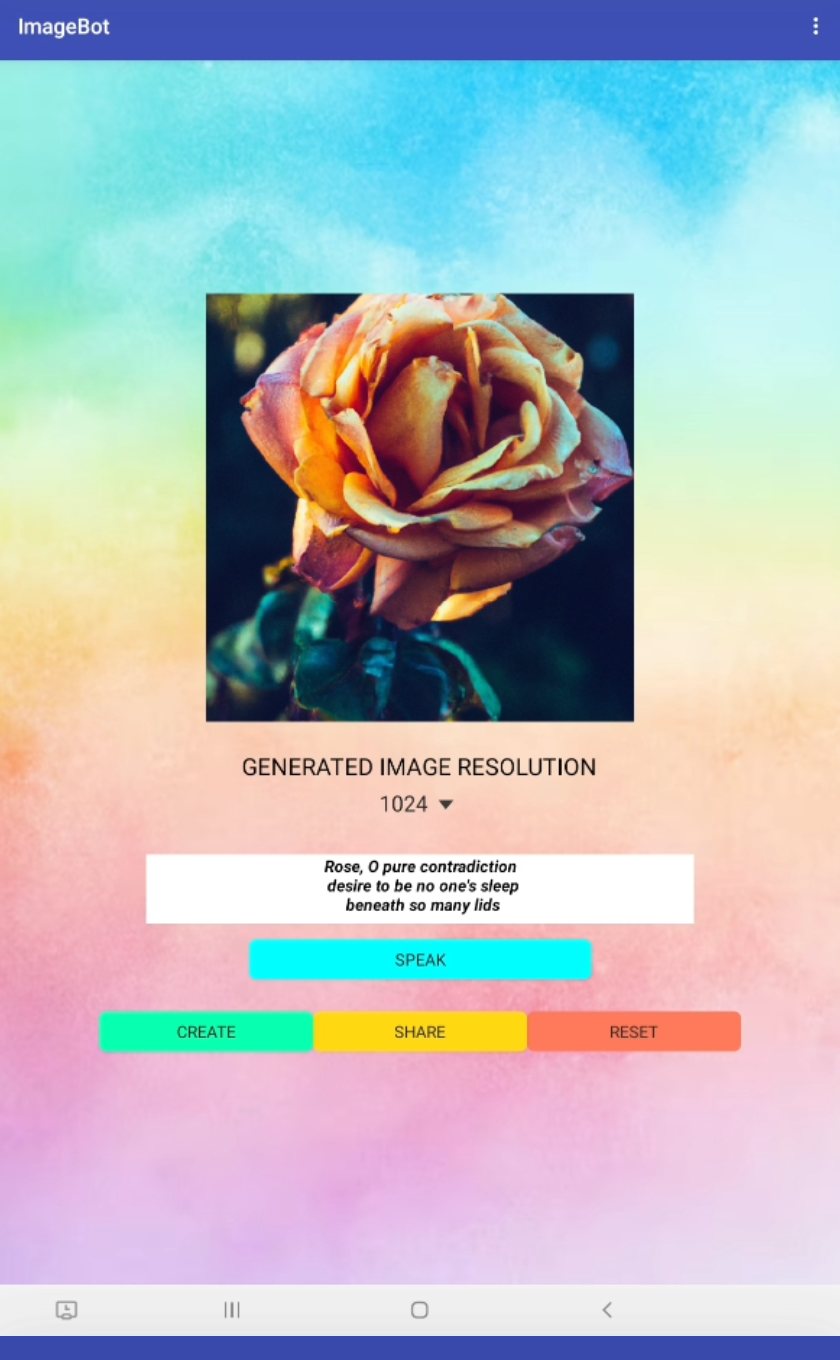 ImageBot
GENERATED IMAGE RESOLUTION
1024
Rose, O pure contradiction
desire to be no one's sleep
beneath so many lids
SPEAK
CREATE
SHARE
RESET